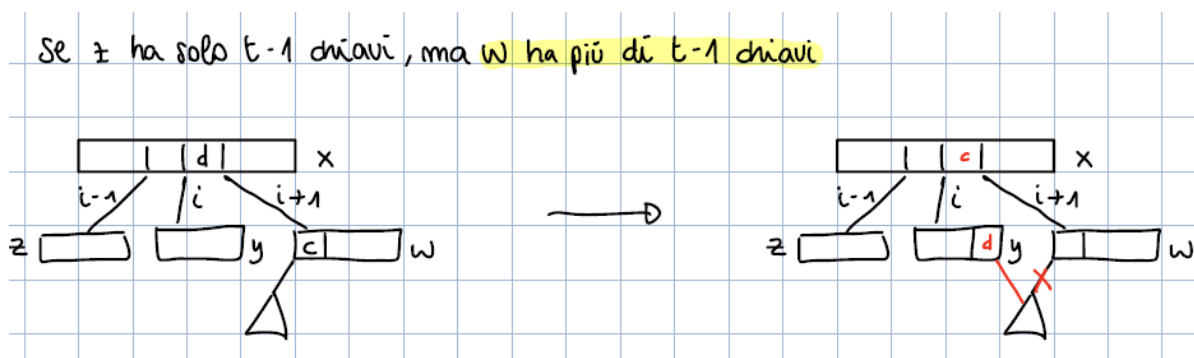 se z ha solo t-1 chiavi, ma w ha più di t-1 chiavi
d x
i-1 i i+1
z y c w
c x
i-1 i i+1
z d y w